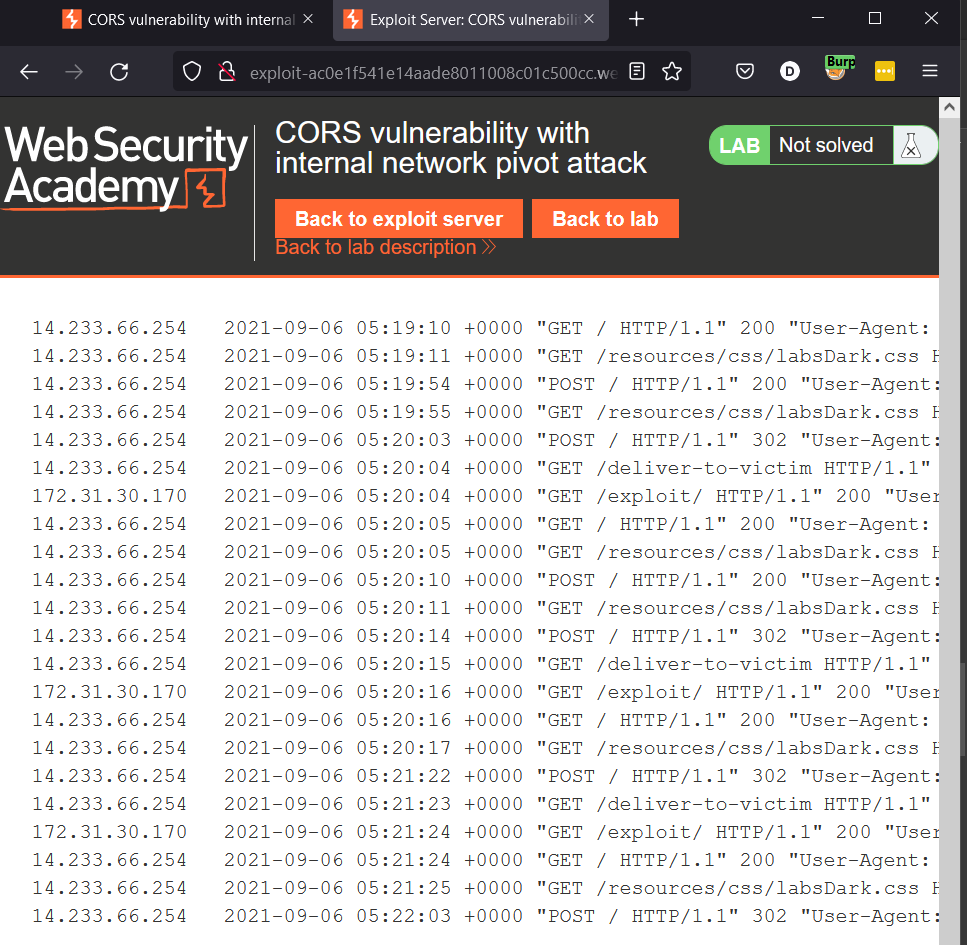 CORS vulnerability with internal
Exploit Server: CORS vulnerabili
exploit-ac0e1f541e14aade8011008c01c500cc.we
D
Burp
Web Security
Academy
CORS vulnerability with
internal network pivot attack
LAB Not solved
Back to exploit server Back to lab
Back to lab description
14.233.66.254 2021-09-06 05:19:10 +0000 "GET / HTTP/1.1" 200 "User-Agent:
14.233.66.254 2021-09-06 05:19:11 +0000 "GET /resources/css/labsDark.css H
14.233.66.254 2021-09-06 05:19:54 +0000 "POST / HTTP/1.1" 200 "User-Agent:
14.233.66.254 2021-09-06 05:19:55 +0000 "GET /resources/css/labsDark.css H
14.233.66.254 2021-09-06 05:20:03 +0000 "POST / HTTP/1.1" 302 "User-Agent:
14.233.66.254 2021-09-06 05:20:04 +0000 "GET /deliver-to-victim HTTP/1.1"
172.31.30.170 2021-09-06 05:20:04 +0000 "GET /exploit/ HTTP/1.1" 200 "User
14.233.66.254 2021-09-06 05:20:05 +0000 "GET / HTTP/1.1" 200 "User-Agent:
14.233.66.254 2021-09-06 05:20:05 +0000 "GET /resources/css/labsDark.css H
14.233.66.254 2021-09-06 05:20:10 +0000 "POST / HTTP/1.1" 200 "User-Agent:
14.233.66.254 2021-09-06 05:20:11 +0000 "GET /resources/css/labsDark.css H
14.233.66.254 2021-09-06 05:20:14 +0000 "POST / HTTP/1.1" 302 "User-Agent:
14.233.66.254 2021-09-06 05:20:15 +0000 "GET /deliver-to-victim HTTP/1.1"
172.31.30.170 2021-09-06 05:20:16 +0000 "GET /exploit/ HTTP/1.1" 200 "User
14.233.66.254 2021-09-06 05:20:16 +0000 "GET / HTTP/1.1" 200 "User-Agent:
14.233.66.254 2021-09-06 05:20:17 +0000 "GET /resources/css/labsDark.css H
14.233.66.254 2021-09-06 05:21:22 +0000 "POST / HTTP/1.1" 302 "User-Agent:
14.233.66.254 2021-09-06 05:21:23 +0000 "GET /deliver-to-victim HTTP/1.1"
172.31.30.170 2021-09-06 05:21:24 +0000 "GET /exploit/ HTTP/1.1" 200 "User
14.233.66.254 2021-09-06 05:21:24 +0000 "GET / HTTP/1.1" 200 "User-Agent:
14.233.66.254 2021-09-06 05:21:25 +0000 "GET /resources/css/labsDark.css H
14.233.66.254 2021-09-06 05:22:03 +0000 "POST / HTTP/1.1" 302 "User-Agent: